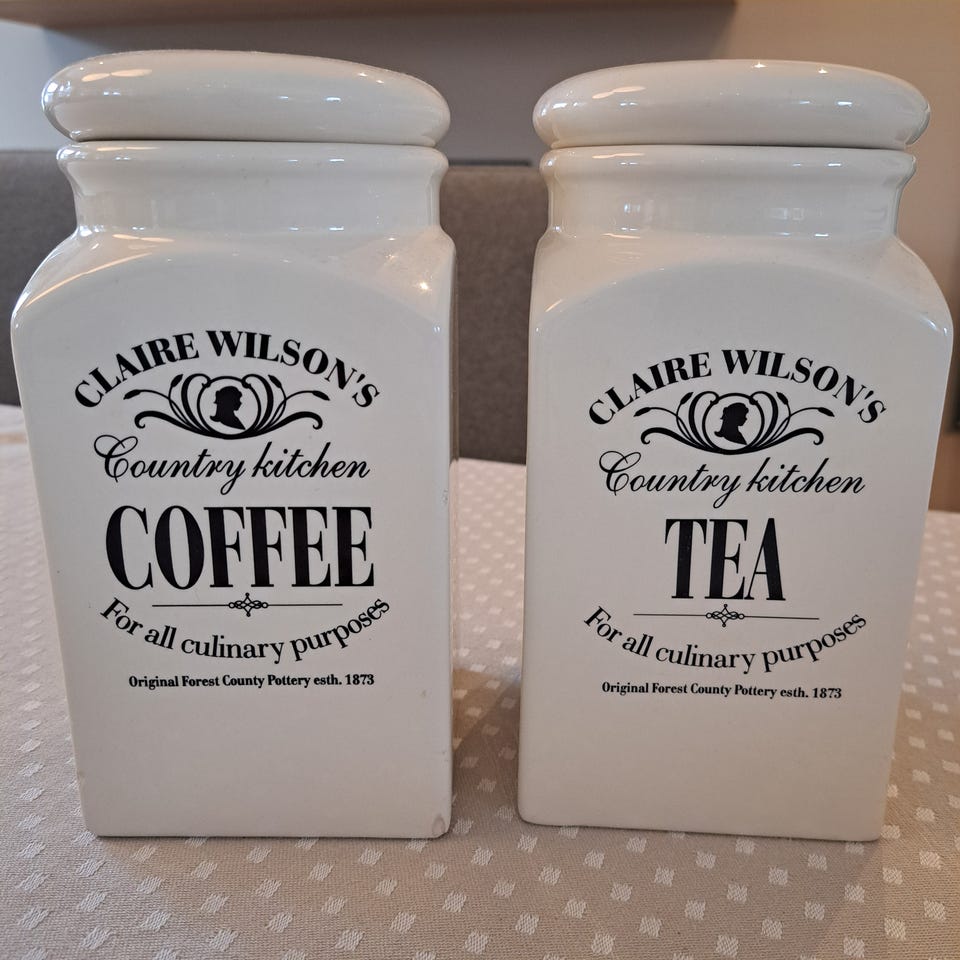 CLAIRE WILSON'S
Country kitchen
COFFEE
For all culinary purposes
Original Forest County Pottery esth. 1873
CLAIRE WILSON'S
Country kitchen
TEA
For all culinary purposes
Original Forest County Pottery esth. 1873